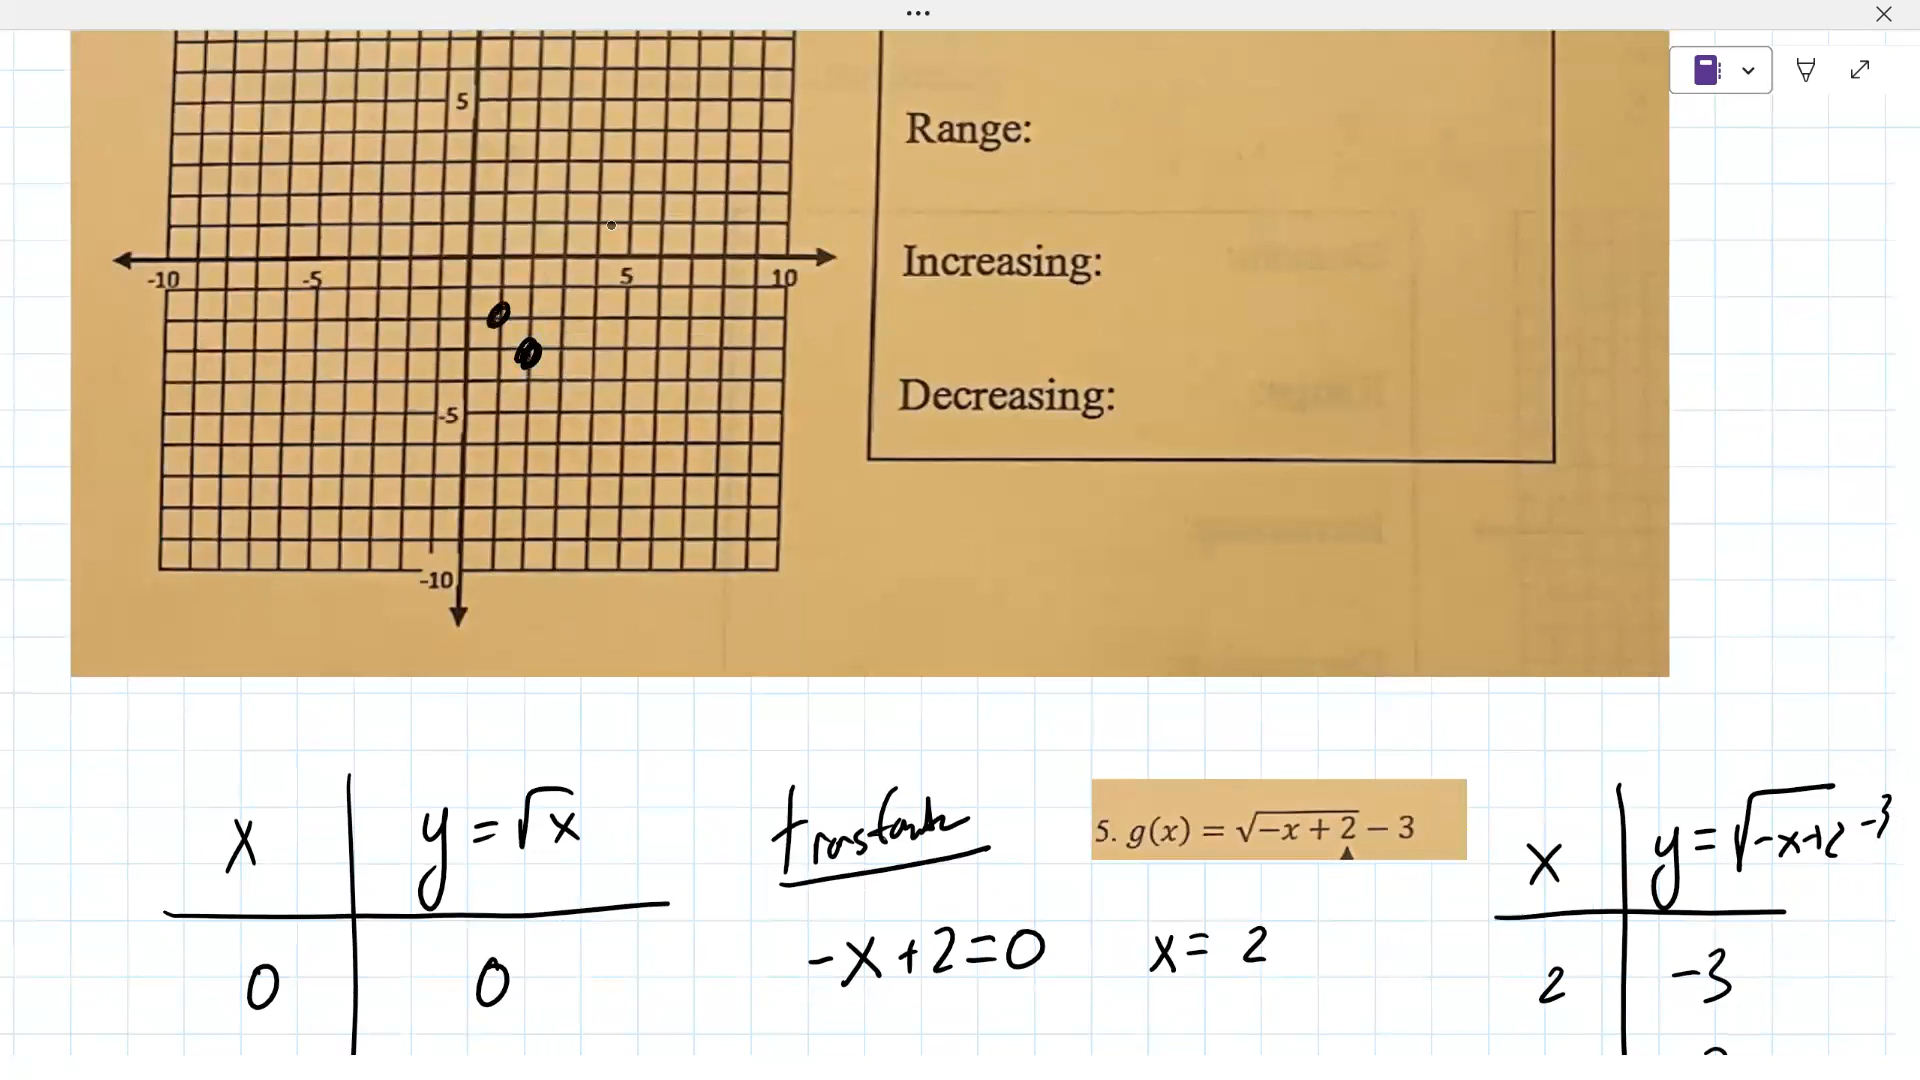 5
Range:
-10 -5 5 10
Increasing:
Decreasing:
-5
-10
x y = √x
5. g(x) = √−x + 2 − 3
x y = √-x+2 -3
-x+2=0 x = 2
0 0
2 -3